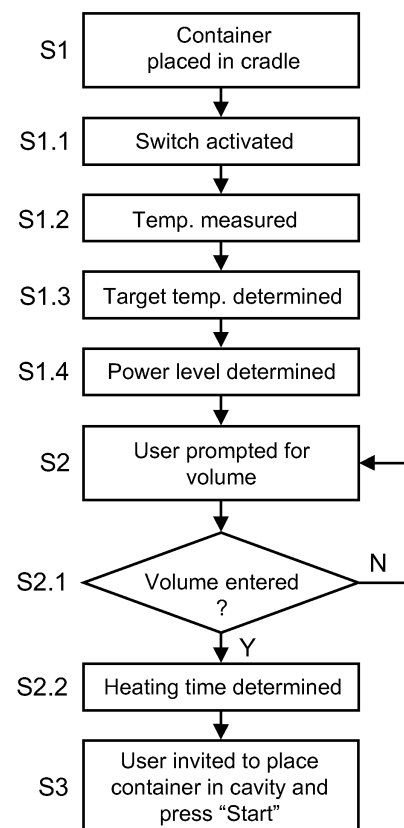 S1
Container
placed in cradle
S1.1
Switch activated
S1.2
Temp. measured
S1.3
Target temp. determined
S1.4
Power level determined
S2
User prompted for
volume
S2.1
Volume entered
?
N
Y
S2.2
Heating time determined
S3
User invited to place
container in cavity and
press “Start”